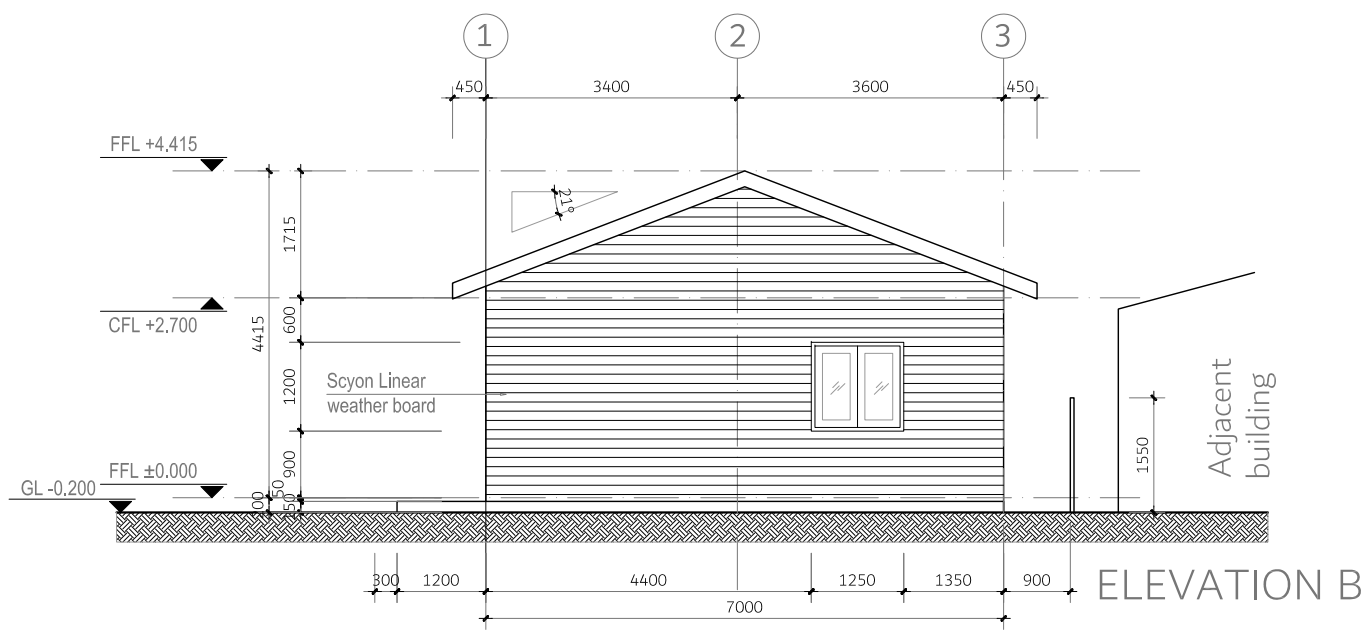 1 2 3
450 3400 3600 450
FFL +4.415
21°
1715
CFL +2.700
600
4415
Scyon Linear
weather board
1200
Adjacent
building
1550
900
FFL ±0.000
GL -0.200
50
150
300 1200 4400 1250 1350 900
ELEVATION B
7000